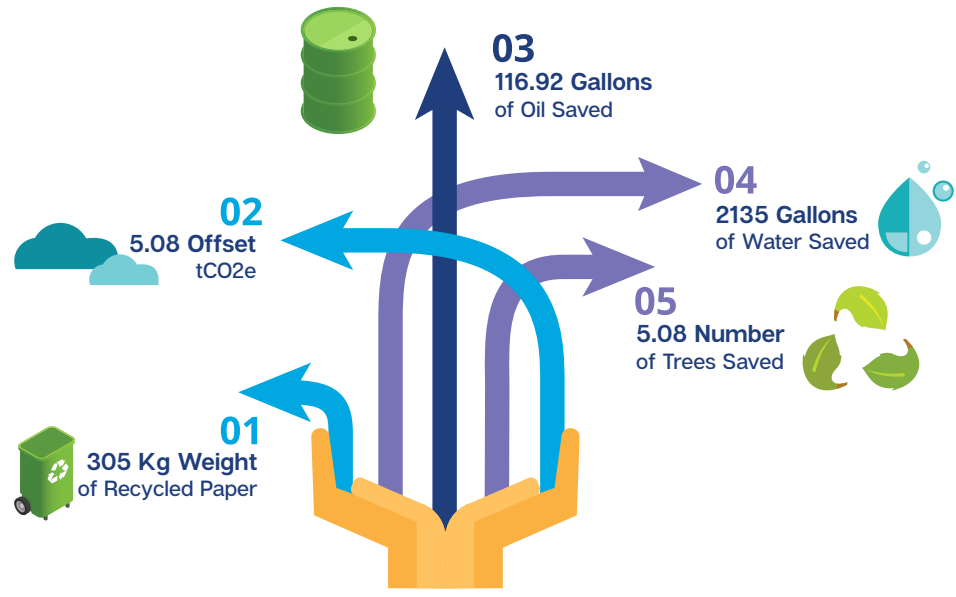 03
116.92 Gallons
of Oil Saved
04
2135 Gallons
of Water Saved
02
5.08 Offset
tCO2e
05
5.08 Number
of Trees Saved
01
305 Kg Weight
of Recycled Paper